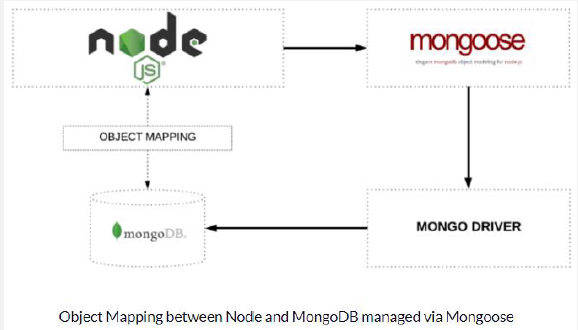 node
JS
mongoose
elegant mongodb object modeling for node.js
OBJECT MAPPING
mongoDB.
MONGO DRIVER
Object Mapping between Node and MongoDB managed via Mongoose